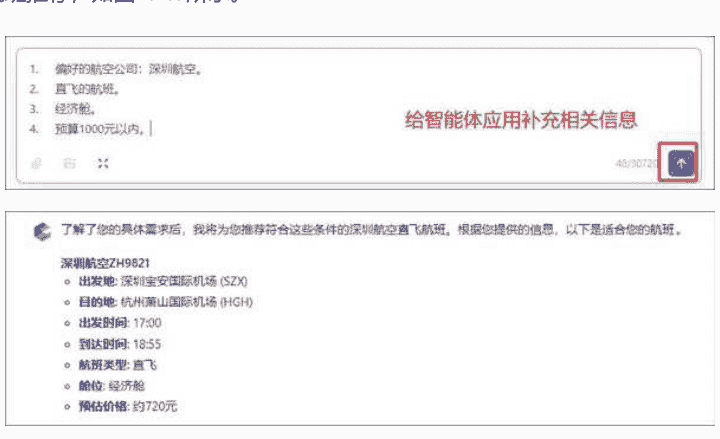 1. 偏好的航空公司：深圳航空。
2. 直飞的航班。
3. 经济舱。
4. 预算1000元以内。
给智能体应用补充相关信息
48/30720
了解了您的具体需求后，我将为您推荐符合这些条件的深圳航空直飞航班。根据您提供的信息，以下是适合您的航班。
深圳航空ZH9821
出发地: 深圳宝安国际机场 (SZX)
目的地: 杭州萧山国际机场 (HGH)
出发时间: 17:00
到达时间: 18:55
航班类型: 直飞
舱位: 经济舱
预估价格: 约720元